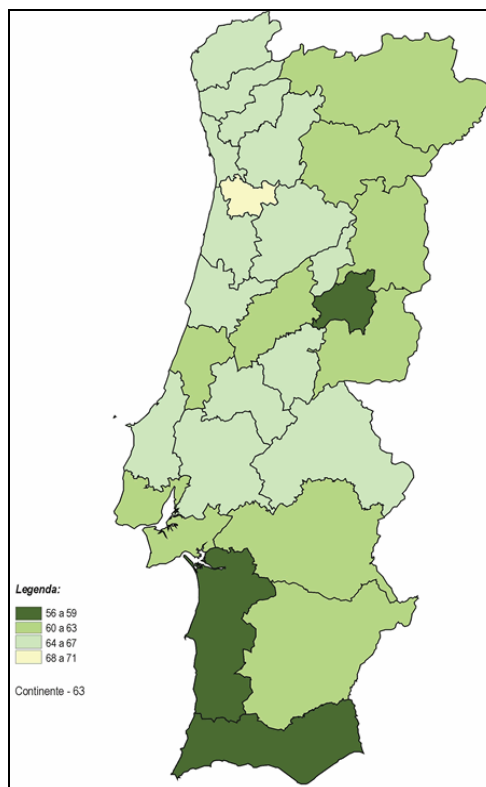 Legenda:
56 a 59
60 a 63
64 a 67
68 a 71
Continente - 63